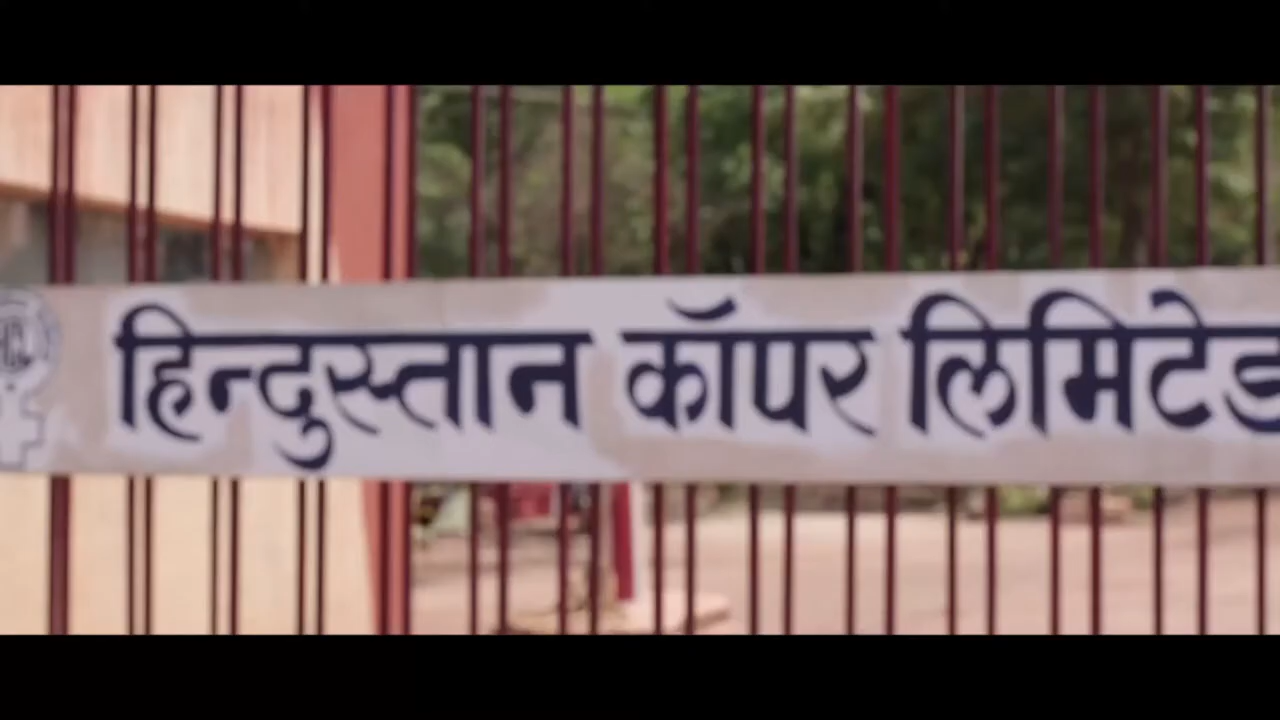 हिन्दुस्तान कॉपर लिमिटेड